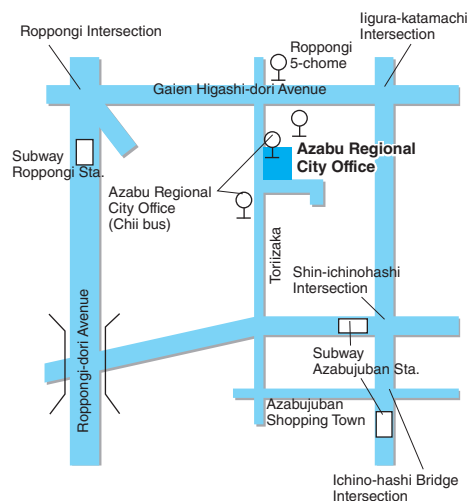 Roppongi Intersection
Iigura-katamachi
Intersection
Roppongi
5-chome
Gaien Higashi-dori Avenue
Azabu Regional
City Office
Subway
Roppongi Sta.
Azabu Regional
City Office
(Chii bus)
Toriizaka
Shin-ichinohashi
Intersection
Roppongi-dori Avenue
Subway
Azabujuban Sta.
Azabujuban
Shopping Town
Ichino-hashi Bridge
Intersection